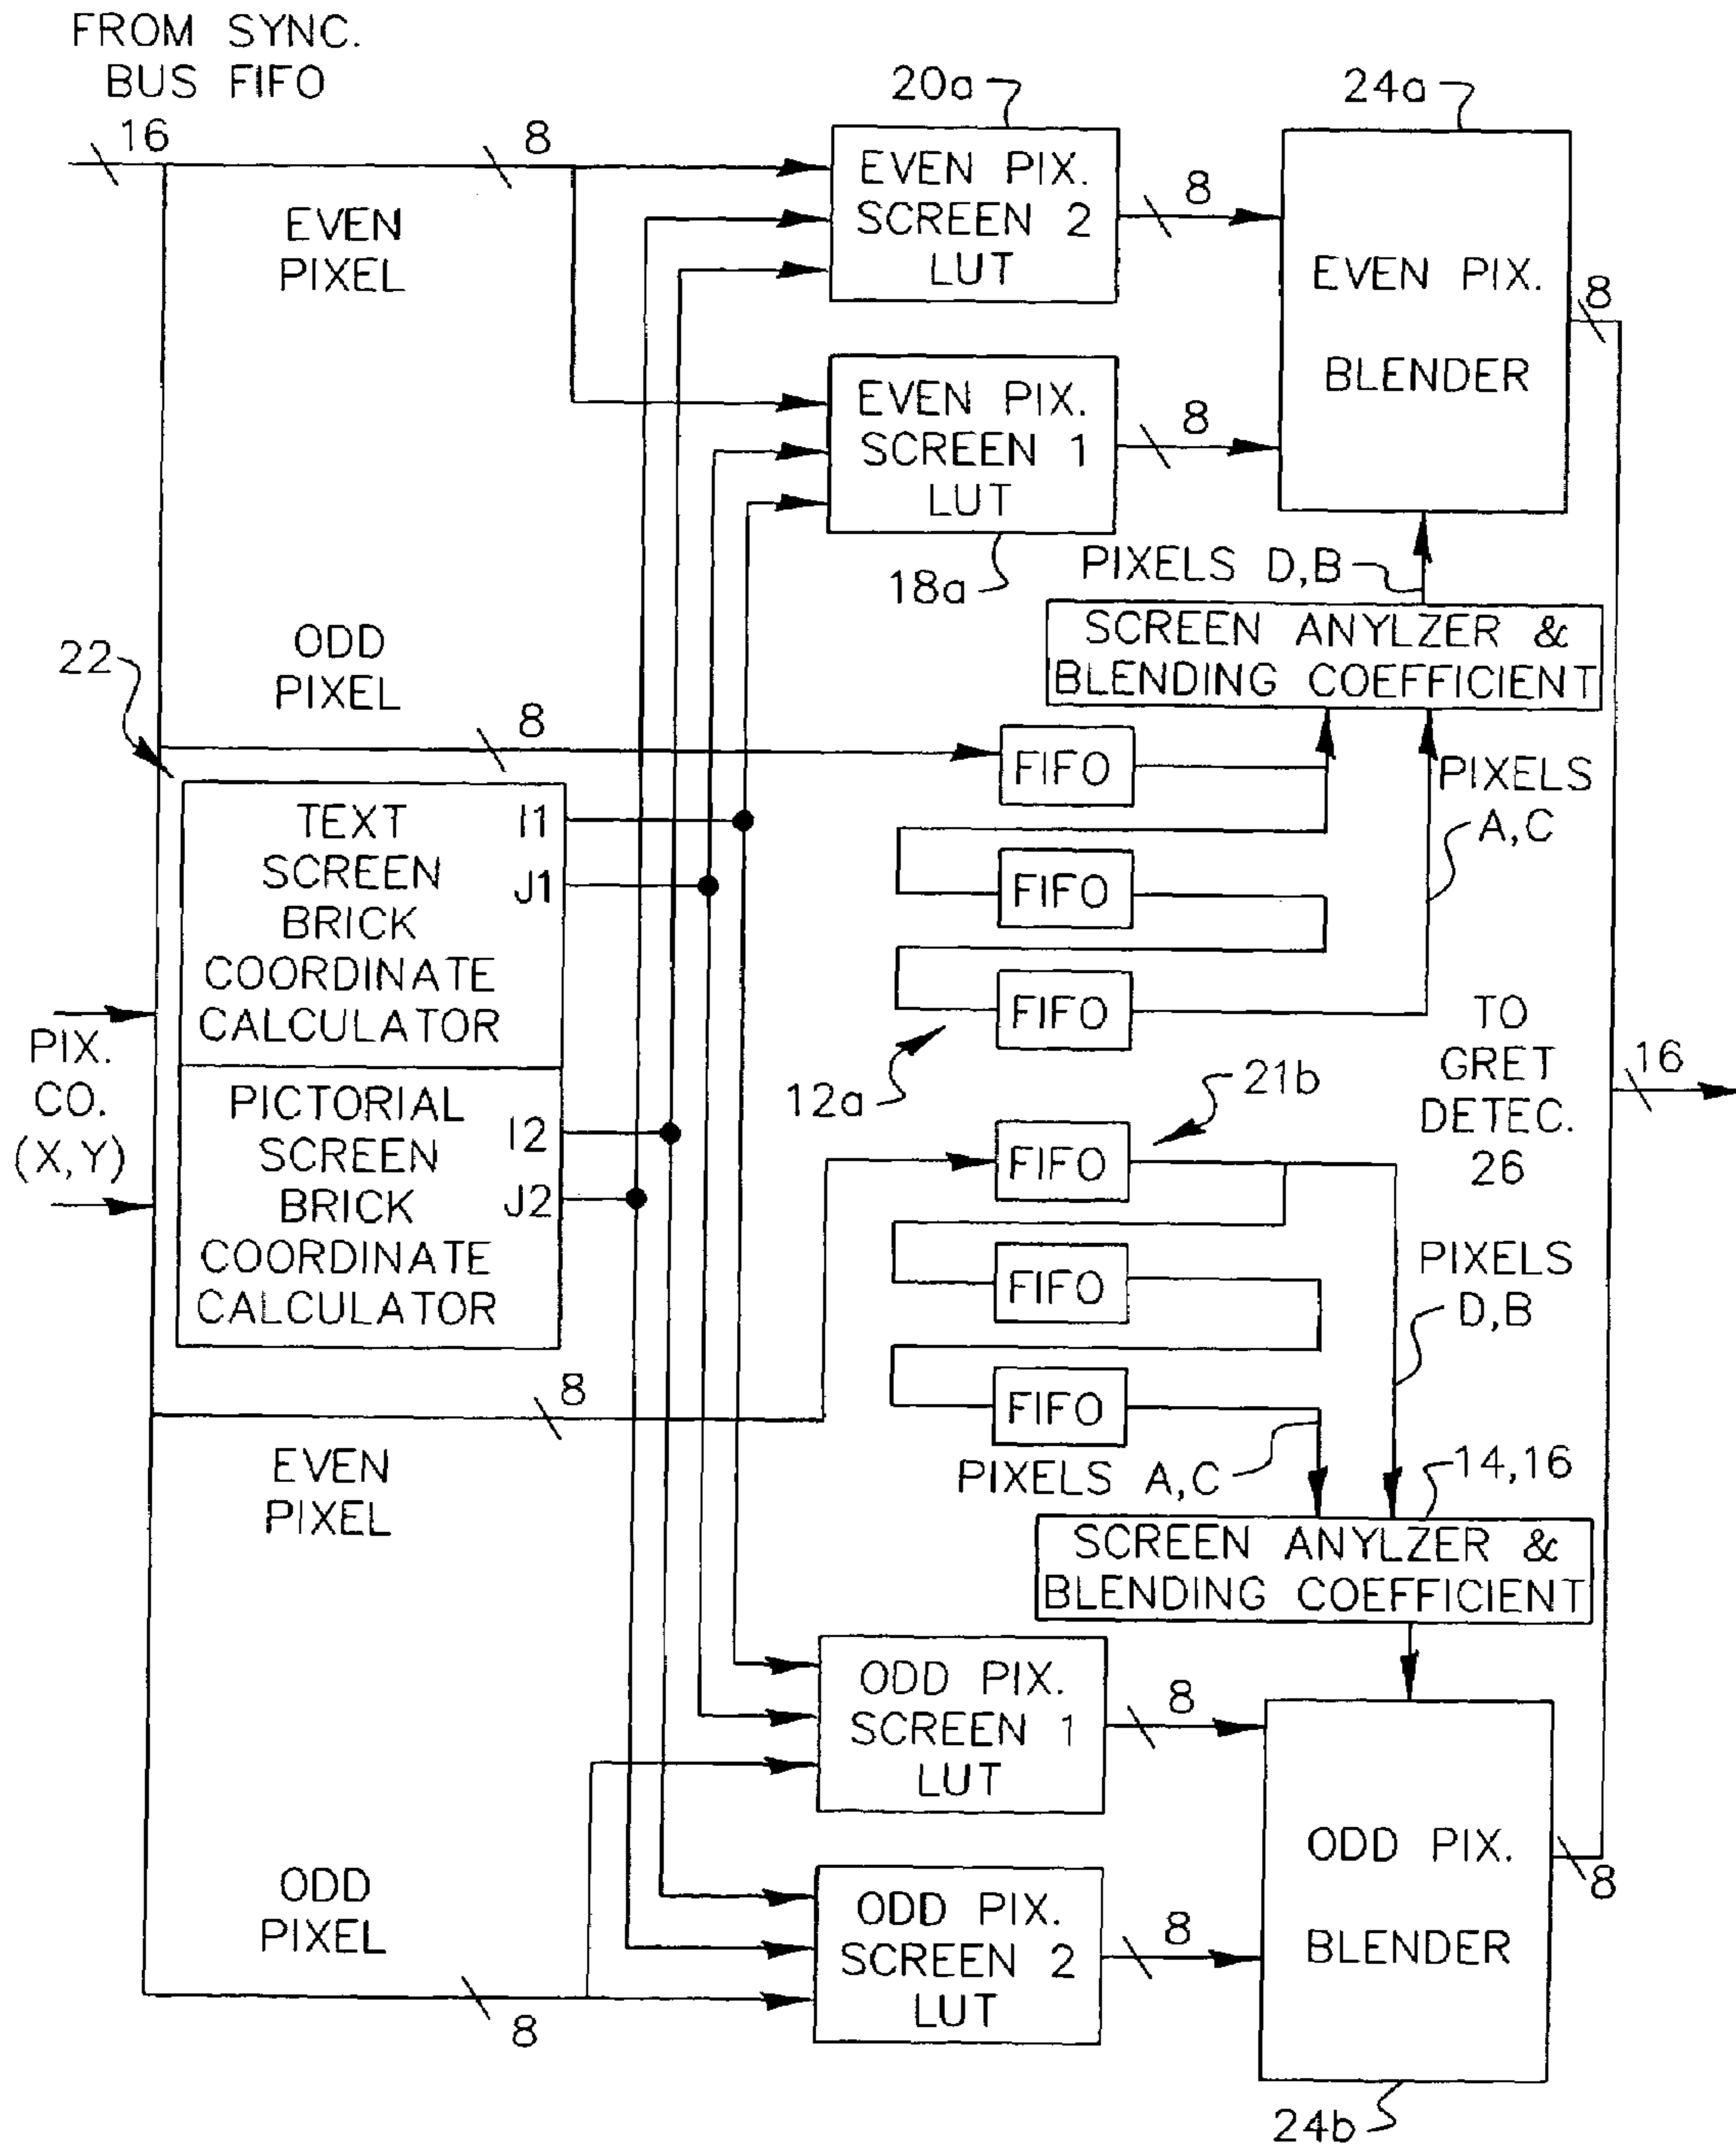 FROM SYNC.
BUS FIFO
16
8
EVEN
PIXEL
20a
EVEN PIX.
SCREEN 2
LUT
8
24a
EVEN PIX.
BLENDER
8
EVEN PIX.
SCREEN 1
LUT
8
18a
PIXELS D,B
SCREEN ANYLZER &
BLENDING COEFFICIENT
22
ODD
PIXEL
8
FIFO
FIFO
FIFO
PIXELS
A,C
12a
TEXT
SCREEN
BRICK
COORDINATE
CALCULATOR
I1
J1
PIX.
CO.
(X,Y)
PICTORIAL
SCREEN
BRICK
COORDINATE
CALCULATOR
I2
J2
TO
GRET
DETEC.
26
16
21b
FIFO
FIFO
FIFO
PIXELS
D,B
8
EVEN
PIXEL
PIXELS A,C
14,16
SCREEN ANYLZER &
BLENDING COEFFICIENT
ODD PIX.
SCREEN 1
LUT
8
ODD PIX.
BLENDER
8
ODD
PIXEL
8
ODD PIX.
SCREEN 2
LUT
8
24b